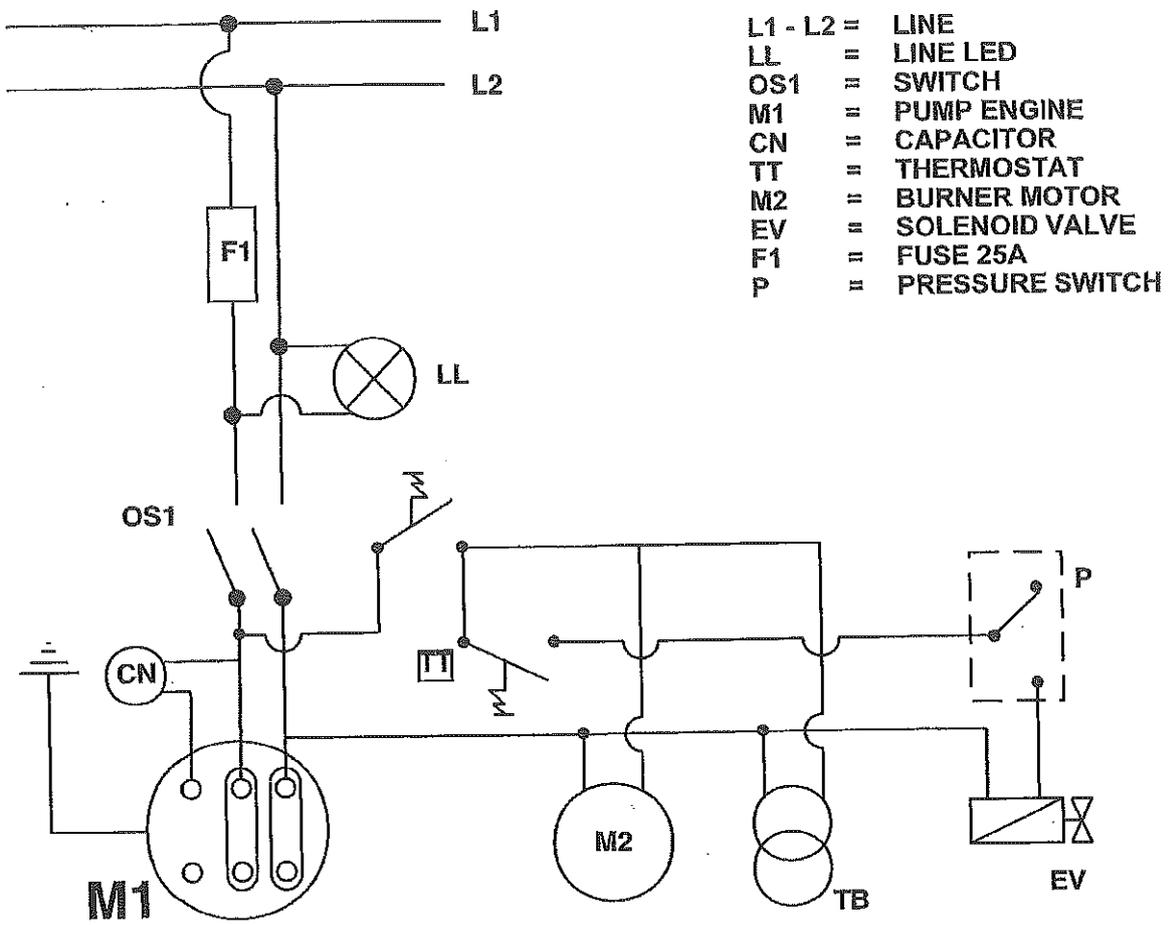 L1
L2
L1 - L2 = LINE
LL = LINE LED
OS1 = SWITCH
M1 = PUMP ENGINE
CN = CAPACITOR
TT = THERMOSTAT
M2 = BURNER MOTOR
EV = SOLENOID VALVE
F1 = FUSE 25A
P = PRESSURE SWITCH
F1
LL
OS1
P
TT
CN
M2
M1
TB
EV